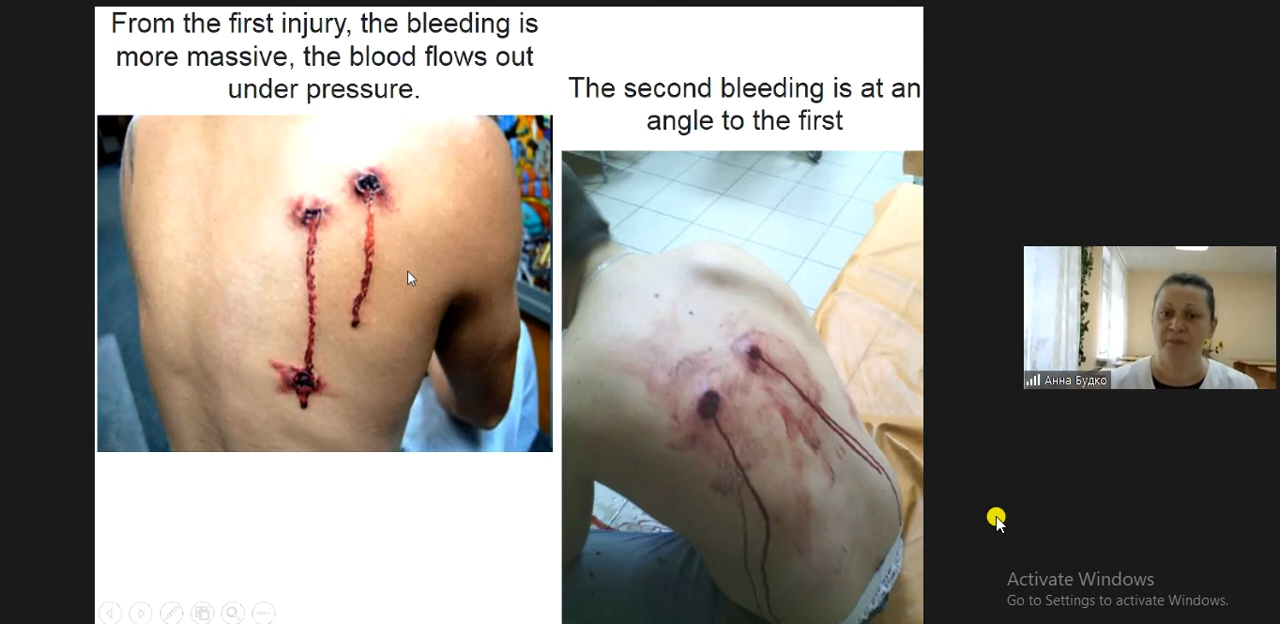 From the first injury, the bleeding is
more massive, the blood flows out
under pressure.
The second bleeding is at an
angle to the first
Анна Будко
Activate Windows
Go to Settings to activate Windows.